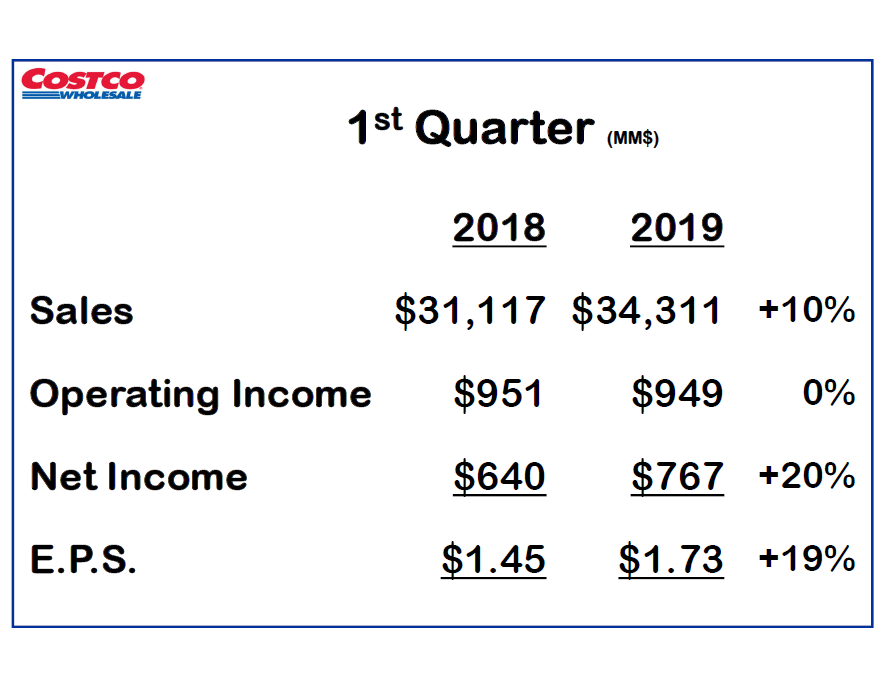 COSTCO
WHOLESALE
1st Quarter (MM$)
2018 2019
Sales $31,117 $34,311 +10%
Operating Income $951 $949 0%
Net Income $640 $767 +20%
E.P.S. $1.45 $1.73 +19%